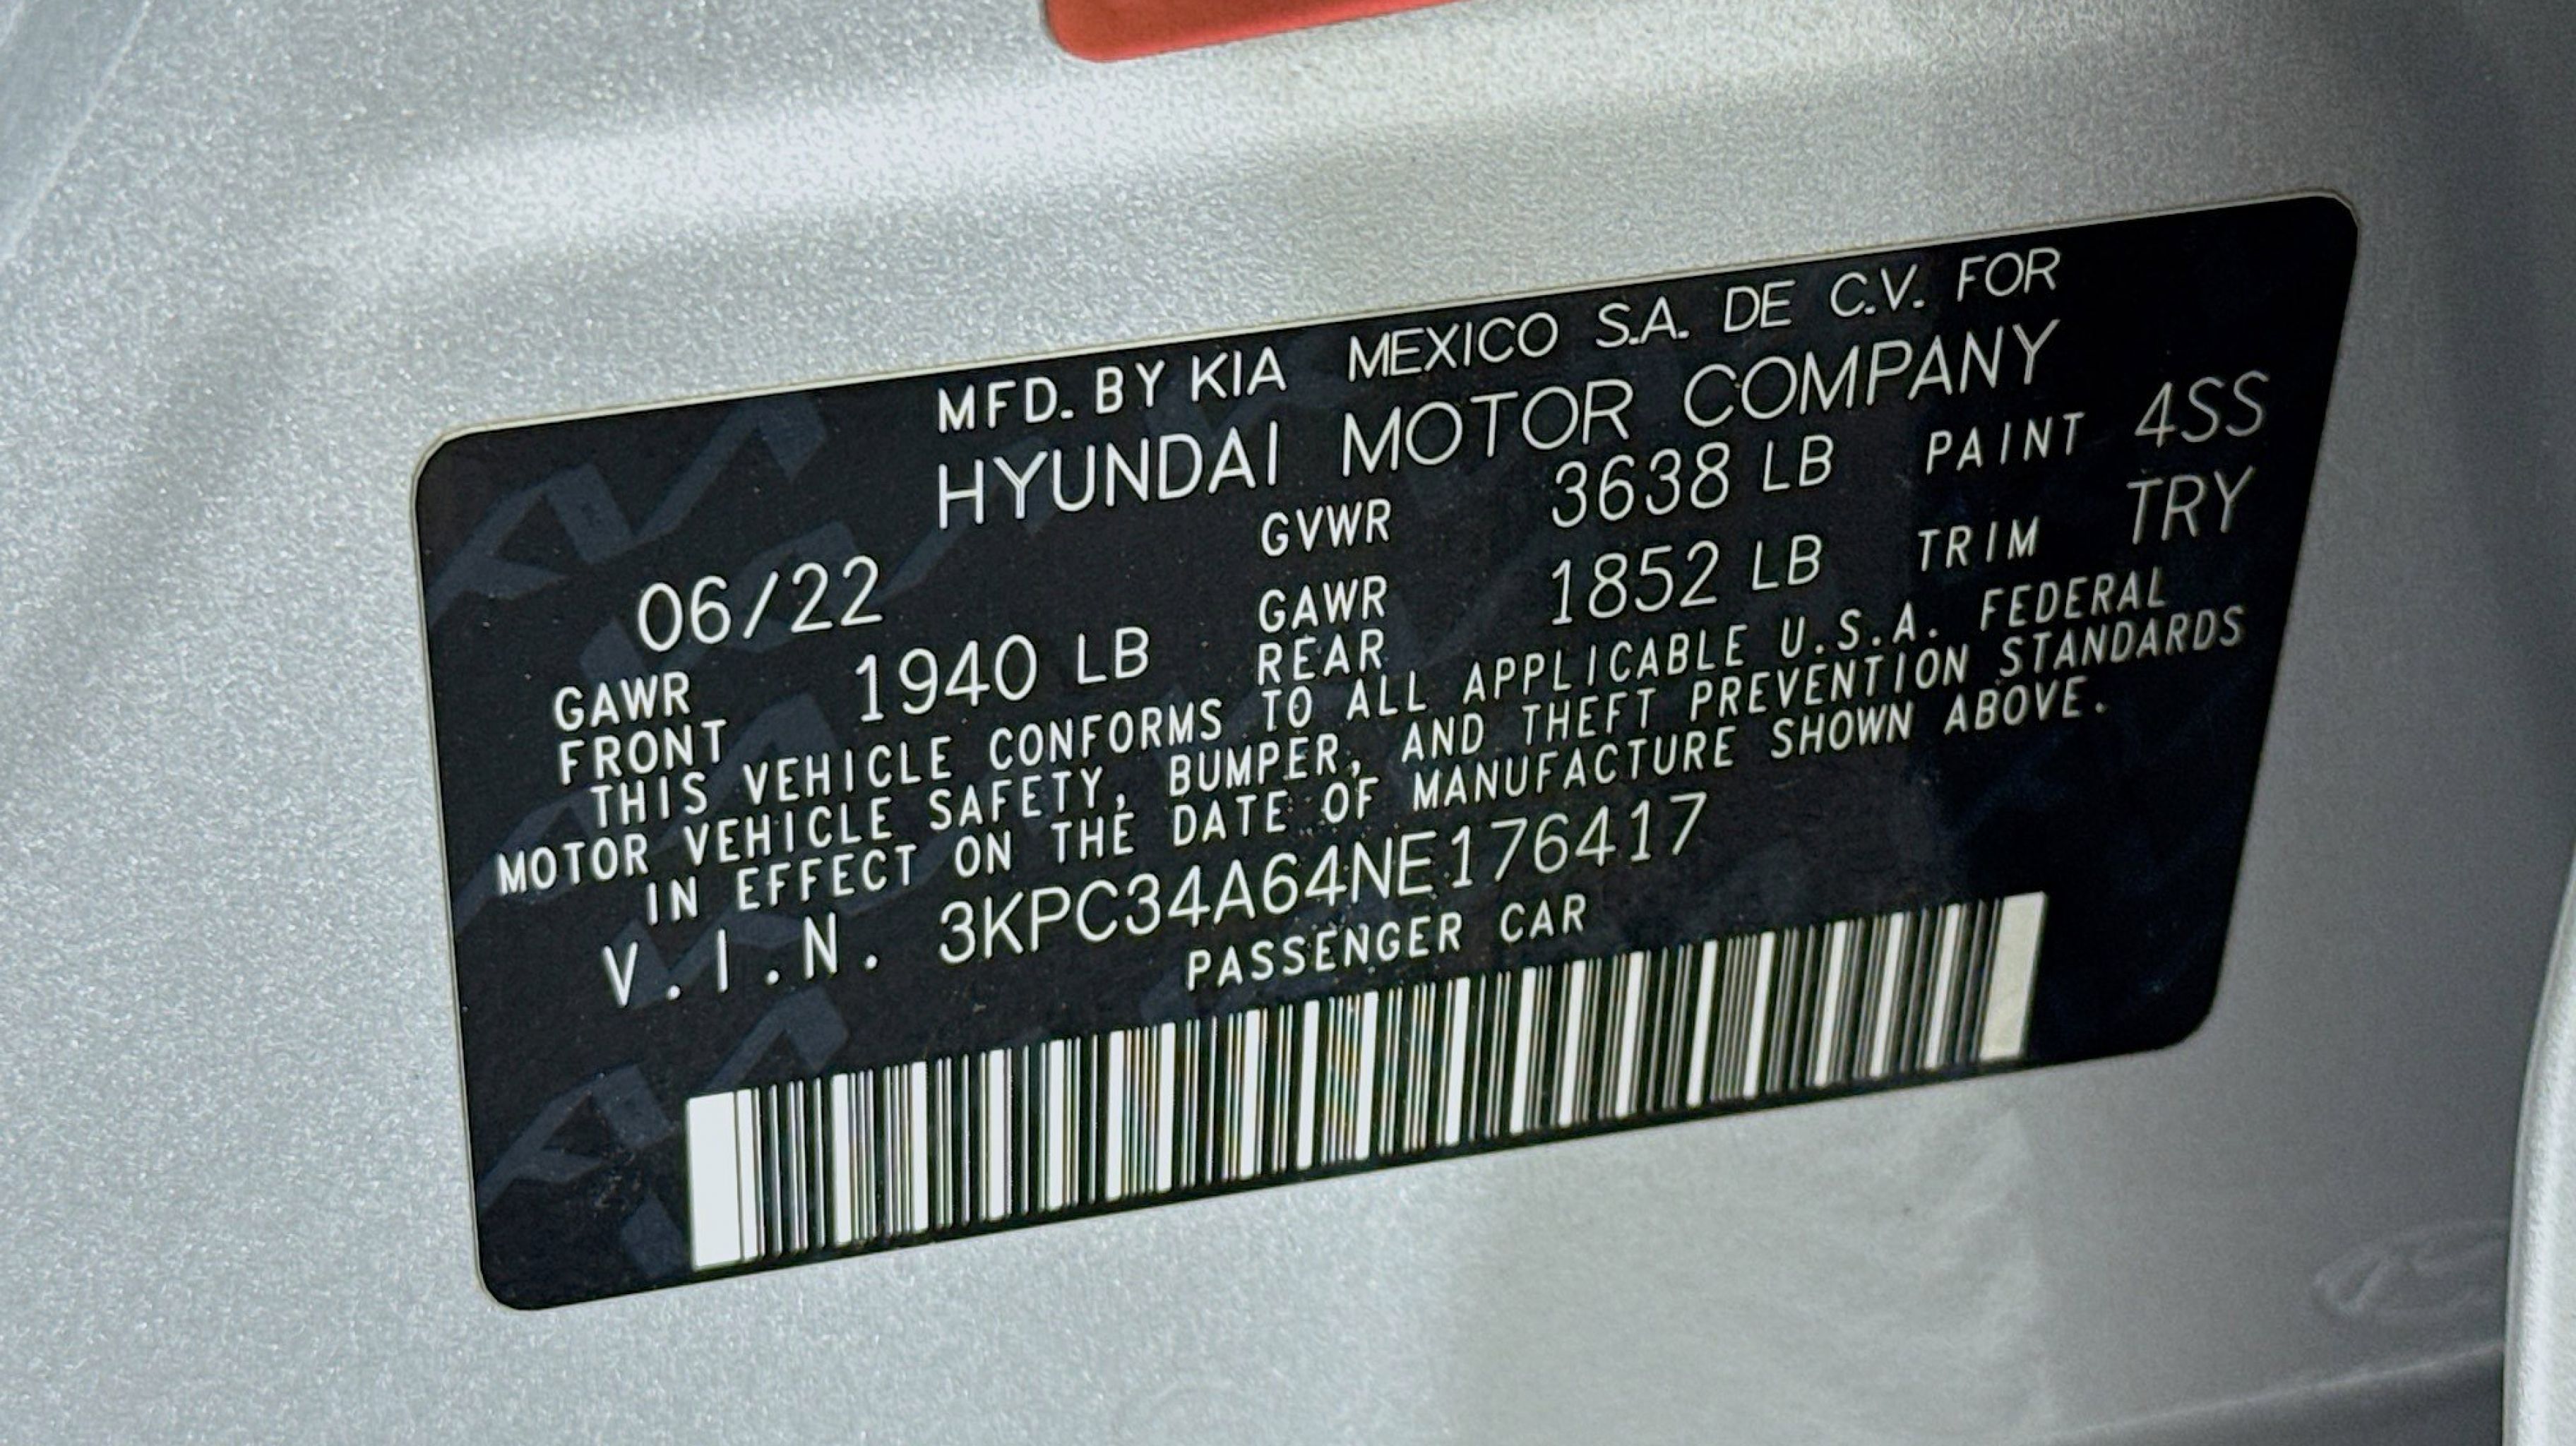 MFD. BY KIA MEXICO S.A. DE C.V. FOR
HYUNDAI MOTOR COMPANY
06/22 GVWR 3638 LB PAINT 4SS
GAWR FRONT 1940 LB GAWR REAR 1852 LB TRIM TRY
THIS VEHICLE CONFORMS TO ALL APPLICABLE U.S.A. FEDERAL
MOTOR VEHICLE SAFETY, BUMPER, AND THEFT PREVENTION STANDARDS
IN EFFECT ON THE DATE OF MANUFACTURE SHOWN ABOVE.
V.I.N. 3KPC34A64NE176417
PASSENGER CAR